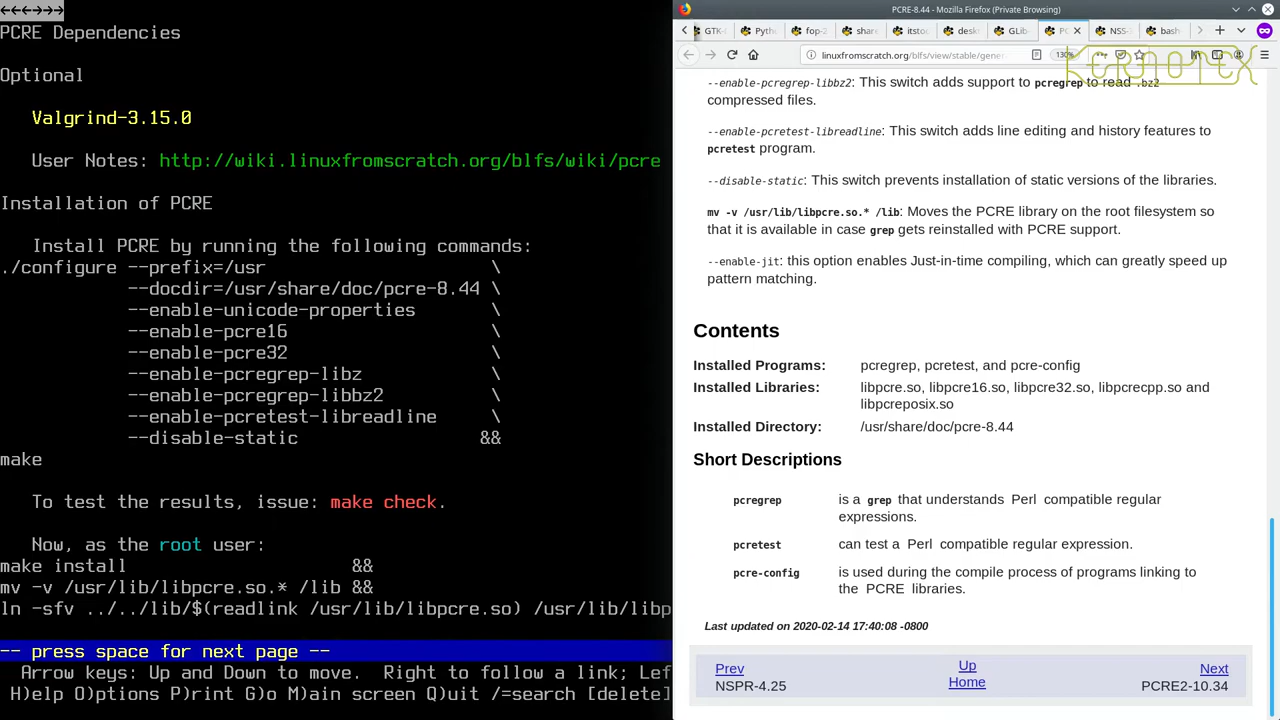 ←←←→→→
PCRE Dependencies
Optional
Valgrind-3.15.0
User Notes: http://wiki.linuxfromscratch.org/blfs/wiki/pcre
Installation of PCRE
Install PCRE by running the following commands:
./configure --prefix=/usr \
--docdir=/usr/share/doc/pcre-8.44 \
--enable-unicode-properties \
--enable-pcre16 \
--enable-pcre32 \
--enable-pcregrep-libz \
--enable-pcregrep-libbz2 \
--enable-pcretest-libreadline \
--disable-static &&
make
To test the results, issue: make check.
Now, as the root user:
make install &&
mv -v /usr/lib/libpcre.so.* /lib &&
ln -sfv ../../lib/$(readlink /usr/lib/libpcre.so) /usr/lib/libp
-- press space for next page --
Arrow keys: Up and Down to move. Right to follow a link; Lef
H)elp O)ptions P)rint G)o M)ain screen Q)uit /=search [delete]
PCRE-8.44 - Mozilla Firefox (Private Browsing)
GTK- Pyth fop-2 share itstoo desk GLib- PC NSS- bash
linuxfromscratch.org/blfs/view/stable/gene 130%
KERNOTEX
--enable-pcregrep-libbz2: This switch adds support to pcregrep to read .bz2
compressed files.
--enable-pcretest-libreadline: This switch adds line editing and history features to
pcretest program.
--disable-static: This switch prevents installation of static versions of the libraries.
mv -v /usr/lib/libpcre.so.* /lib: Moves the PCRE library on the root filesystem so
that it is available in case grep gets reinstalled with PCRE support.
--enable-jit: this option enables Just-in-time compiling, which can greatly speed up
pattern matching.
Contents
Installed Programs: pcregrep, pcretest, and pcre-config
Installed Libraries: libpcre.so, libpcre16.so, libpcre32.so, libpcrecpp.so and
libpcreposix.so
Installed Directory: /usr/share/doc/pcre-8.44
Short Descriptions
pcregrep is a grep that understands Perl compatible regular
expressions.
pcretest can test a Perl compatible regular expression.
pcre-config is used during the compile process of programs linking to
the PCRE libraries.
Last updated on 2020-02-14 17:40:08 -0800
Prev Up Next
NSPR-4.25 Home PCRE2-10.34